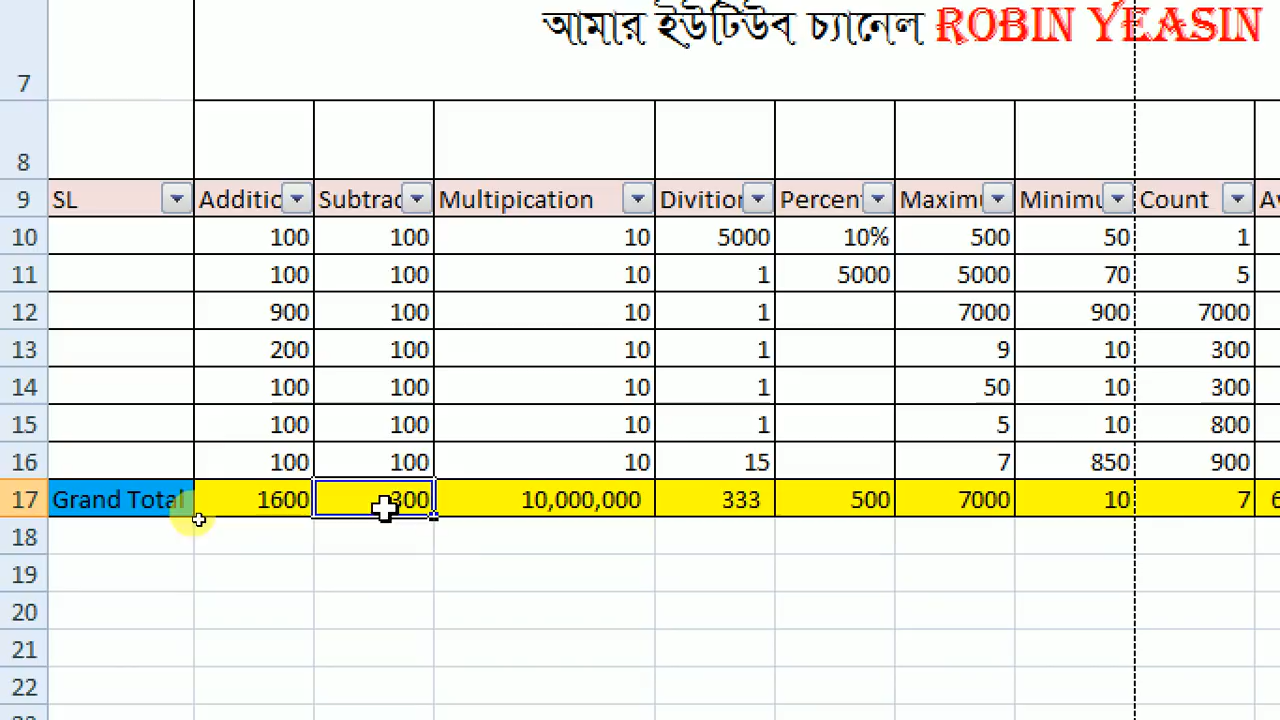 আমার ইউটিউব চ্যানেল ROBIN YEASIN
7
8
9 SL Additic Subtrac Multipication Divitior Percen Maximu Minimu Count Av
10 100 100 10 5000 10% 500 50 1
11 100 100 10 1 5000 5000 70 5
12 900 100 10 1 7000 900 7000
13 200 100 10 1 9 10 300
14 100 100 10 1 50 10 300
15 100 100 10 1 5 10 800
16 100 100 10 15 7 850 900
17 Grand Total 1600 300 10,000,000 333 500 7000 10 7 6
18
19
20
21
22